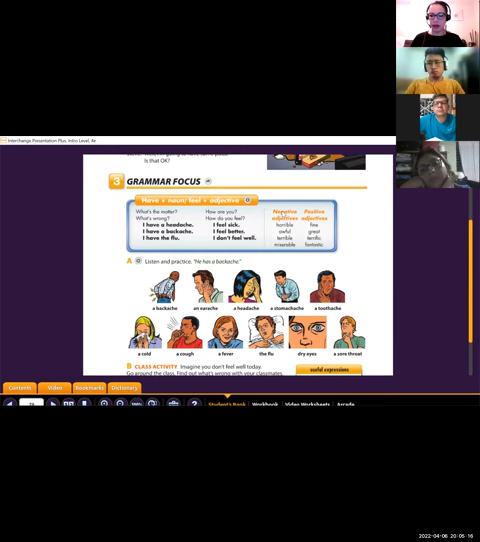 Interchange Presentation Plus, Intro Level, 4e
Is that OK?
3 GRAMMAR FOCUS
Have + noun; feel + adjective
What's the matter? How are you? Negative adjectives Positive adjectives
What's wrong? How do you feel?
I have a headache. I feel sick. horrible fine
I have a backache. I feel better. awful great
I have the flu. I don't feel well. terrible terrific
miserable fantastic
A Listen and practice. "He has a backache."
a backache an earache a headache a stomachache a toothache
a cold a cough a fever the flu dry eyes a sore throat
B CLASS ACTIVITY Imagine you don't feel well today.
Go around the class. Find out what's wrong with your classmates.
useful expressions
Contents Video Bookmarks Dictionary
Student's Book Workbook Video Worksheets Arcade
2022-04-06 20:05:16